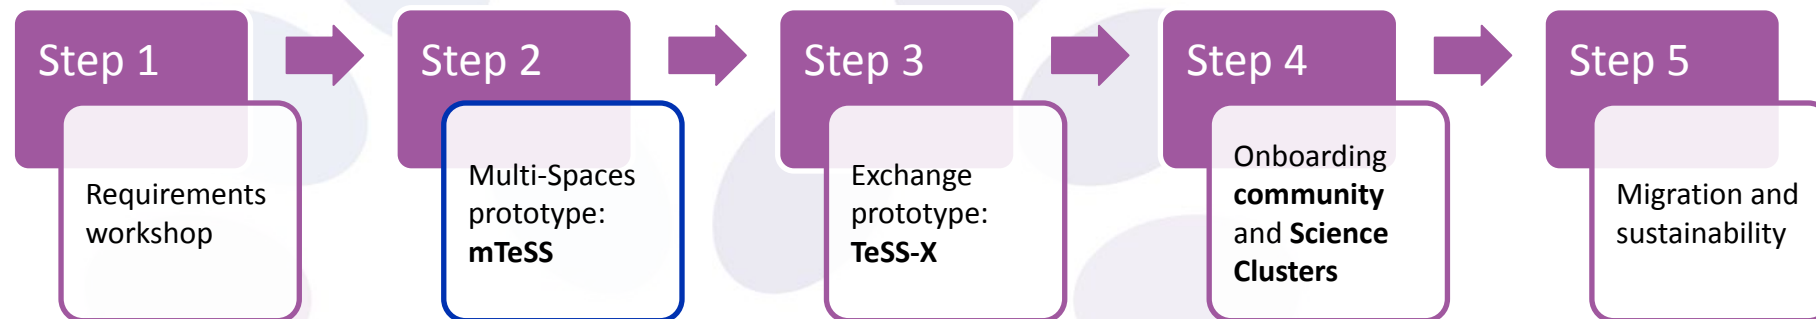 Step 1
Requirements
workshop
Step 2
Multi-Spaces
prototype:
mTeSS
Step 3
Exchange
prototype:
TeSS-X
Step 4
Onboarding
community
and Science
Clusters
Step 5
Migration and
sustainability